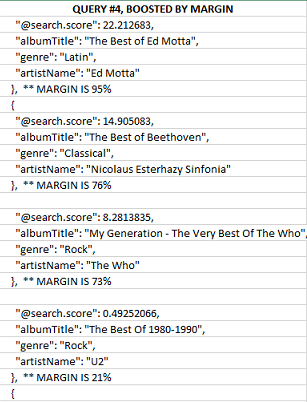 QUERY #4, BOOSTED BY MARGIN
"@search.score": 22.212683,
"albumTitle": "The Best of Ed Motta",
"genre": "Latin",
"artistName": "Ed Motta"
}, ** MARGIN IS 95%
{
"@search.score": 14.905083,
"albumTitle": "The Best of Beethoven",
"genre": "Classical",
"artistName": "Nicolaus Esterhazy Sinfonia"
}, ** MARGIN IS 76%
"@search.score": 8.2813835,
"albumTitle": "My Generation - The Very Best Of The Who",
"genre": "Rock",
"artistName": "The Who"
}, ** MARGIN IS 73%
"@search.score": 0.49252066,
"albumTitle": "The Best Of 1980-1990",
"genre": "Rock",
"artistName": "U2"
}, ** MARGIN IS 21%
{